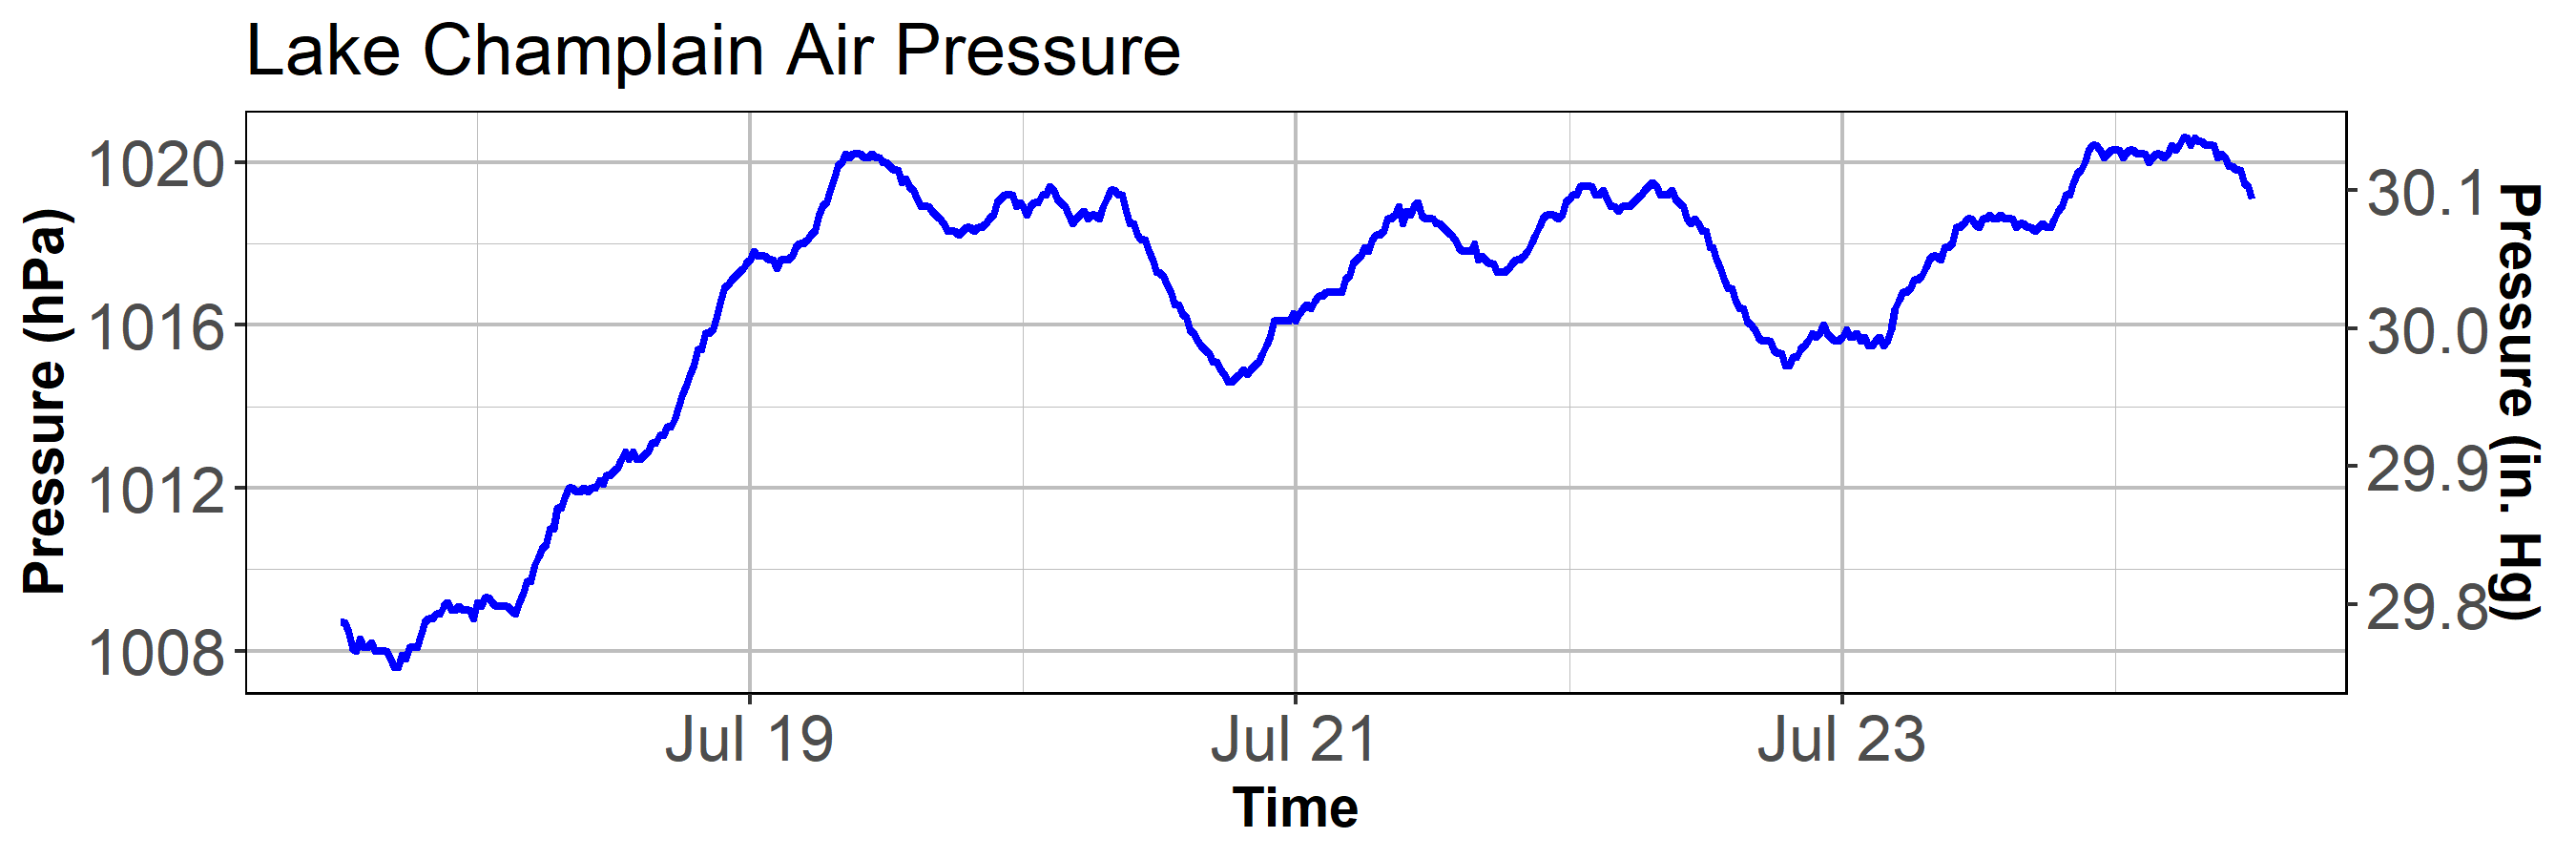 Lake Champlain Air Pressure
Pressure (hPa)
1020
1016
1012
1008
30.1
30.0
29.9
29.8
Pressure (in. Hg)
Jul 19 Jul 21 Jul 23
Time